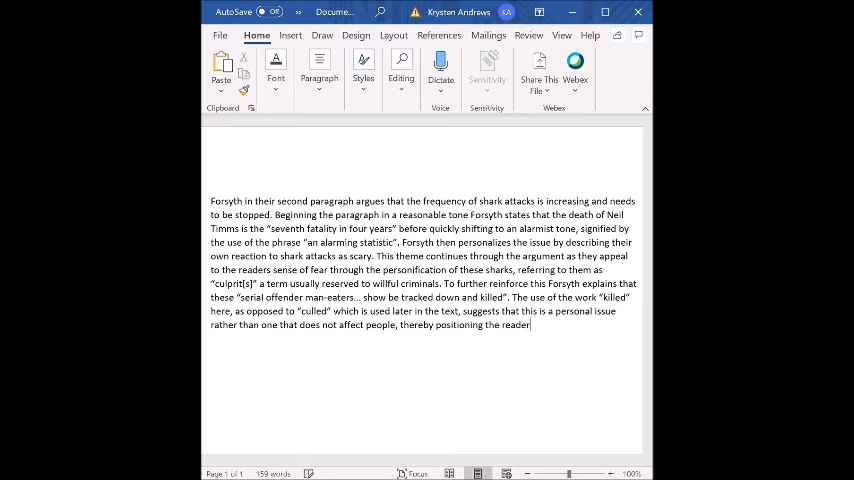 AutoSave Off » Docume... Krysten Andrews KA
File Home Insert Draw Design Layout References Mailings Review View Help
Paste Font Paragraph Styles Editing Dictate Sensitivity Share This File Webex
Clipboard Voice Sensitivity Webex
Forsyth in their second paragraph argues that the frequency of shark attacks is increasing and needs
to be stopped. Beginning the paragraph in a reasonable tone Forsyth states that the death of Neil
Timms is the “seventh fatality in four years” before quickly shifting to an alarmist tone, signified by
the use of the phrase “an alarming statistic”. Forsyth then personalizes the issue by describing their
own reaction to shark attacks as scary. This theme continues through the argument as they appeal
to the readers sense of fear through the personification of these sharks, referring to them as
“culprit[s]” a term usually reserved to willful criminals. To further reinforce this Forsyth explains that
these “serial offender man-eaters… show be tracked down and killed”. The use of the work “killed”
here, as opposed to “culled” which is used later in the text, suggests that this is a personal issue
rather than one that does not affect people, thereby positioning the reader
Page 1 of 1 159 words Focus 100%